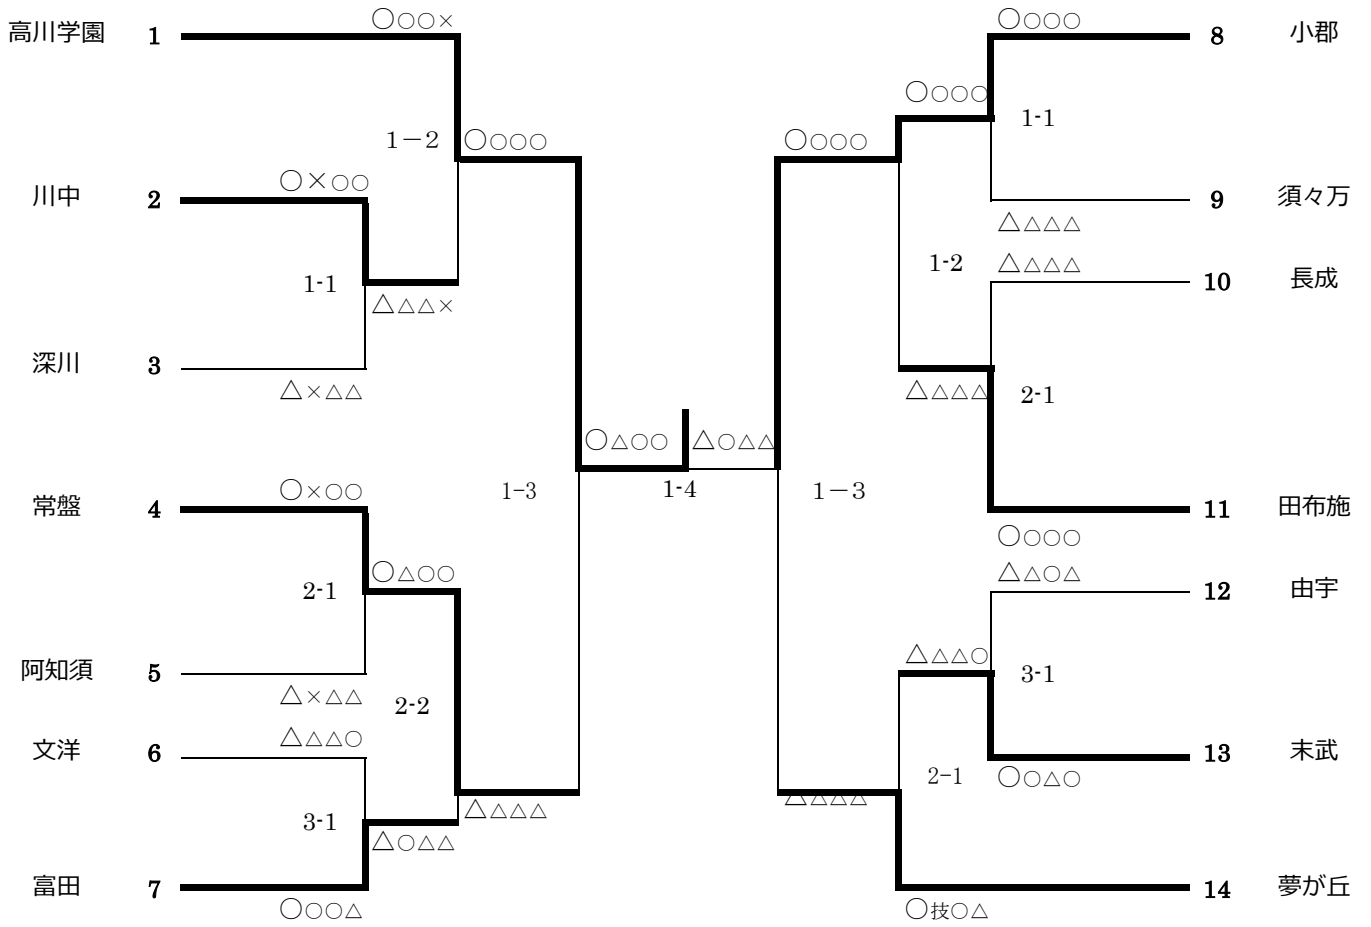 高川学園 1 ○○○×
○○○○ 8 小郡
○○○○
1-1
1－2 ○○○○
○○○○
川中 2 ○×○○
9 須々万
△△△△
1-1
△△△×
1-2
△△△△
10 長成
深川 3
△×△△
△△△△
2-1
○△○○ △○△△
1-4
常盤 4 ○×○○
1-3
1－3
11 田布施
○○○○
2-1
○△○○
△△○△
12 由宇
阿知須 5
△×△△
2-2
△△△○
3-1
文洋 6 △△△○
13 末武
○○△○
2-1
3-1
△○△△
△△△△
△△△△
富田 7
○○○△
14 夢が丘
○技○△